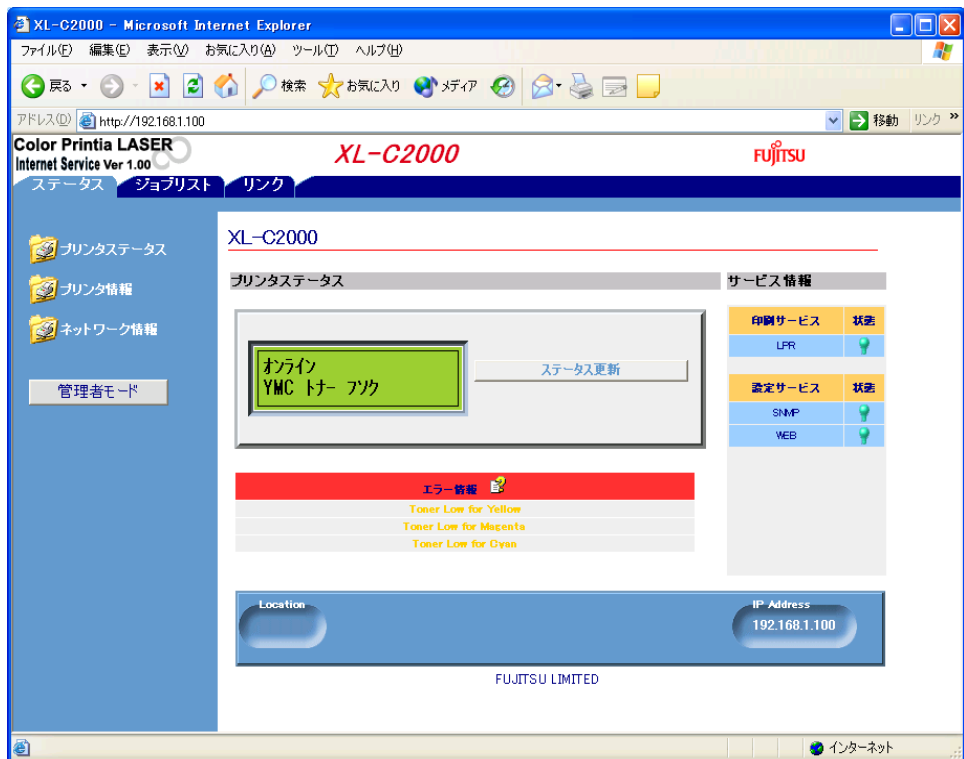 XL-C2000 - Microsoft Internet Explorer
ファイル(F) 編集(E) 表示(V) お気に入り(A) ツール(T) ヘルプ(H)
戻る 検索 お気に入り メディア
アドレス(D) http://192.168.1.100 移動 リンク »
Color Printia LASER
Internet Service Ver 1.00
XL-C2000
FUJITSU
ステータス ジョブリスト リンク
プリンタステータス
プリンタ情報
ネットワーク情報
管理者モード
XL-C2000
プリンタステータス
オンライン
YMC トナー フソク
ステータス更新
エラー情報
Toner Low for Yellow
Toner Low for Magenta
Toner Low for Cyan
サービス情報
印刷サービス 状態
LPR
設定サービス 状態
SNMP
WEB
Location
IP Address
192.168.1.100
FUJITSU LIMITED
インターネット